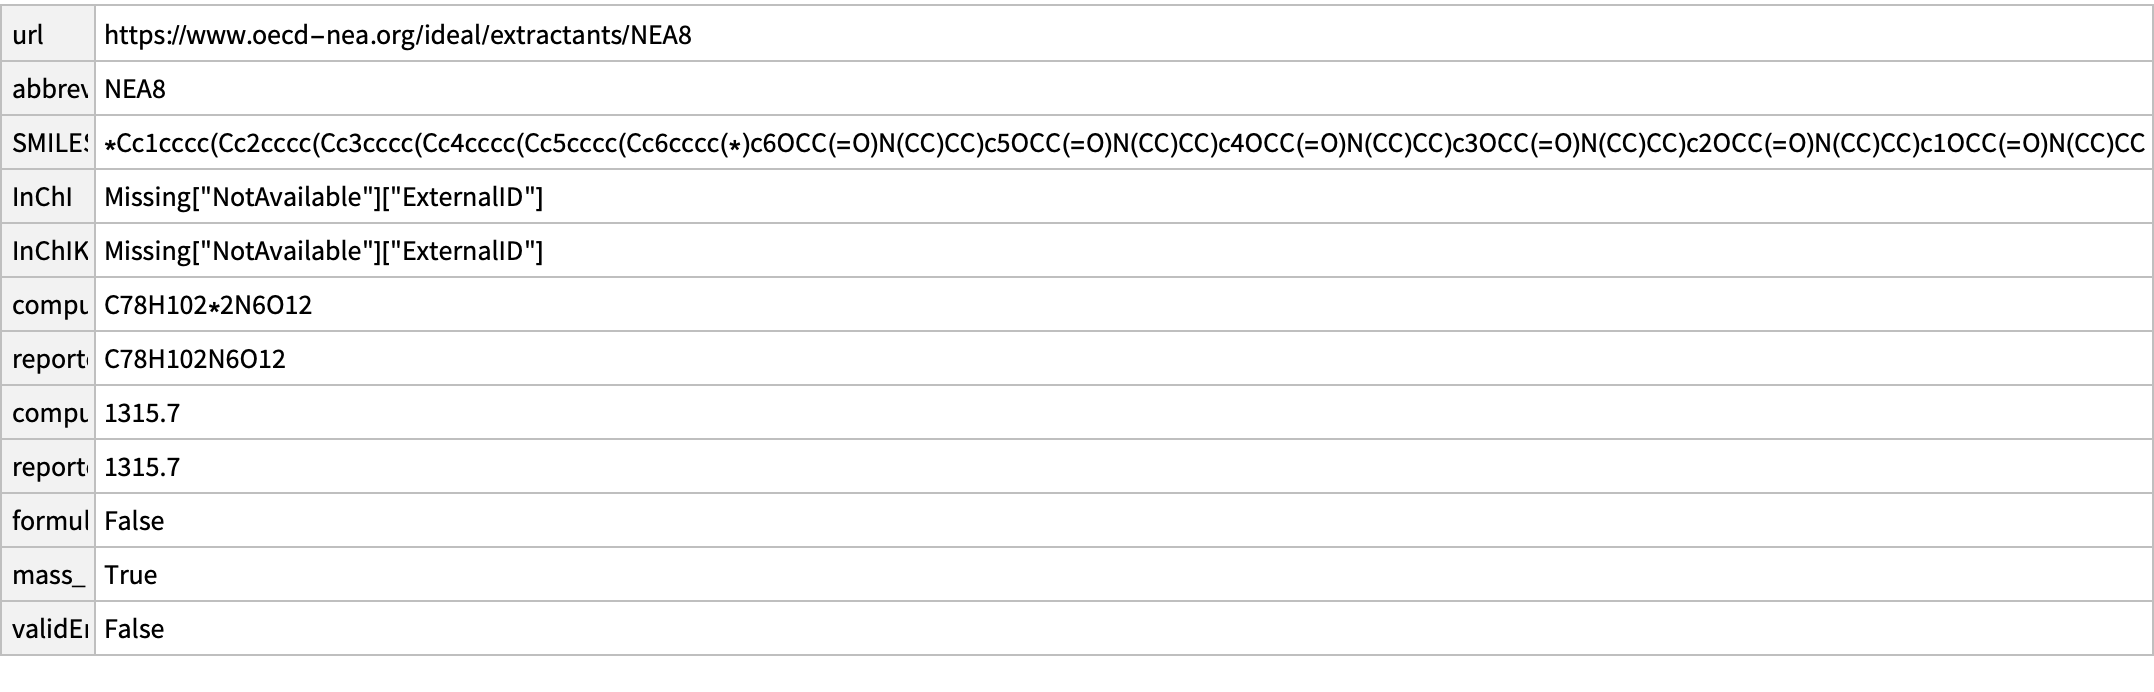 url https://www.oecd-nea.org/ideal/extractants/NEA8
abbrev NEA8
SMILES *Cc1cccc(Cc2cccc(Cc3cccc(Cc4cccc(Cc5cccc(Cc6cccc(*)c6OCC(=O)N(CC)CC)c5OCC(=O)N(CC)CC)c4OCC(=O)N(CC)CC)c3OCC(=O)N(CC)CC)c2OCC(=O)N(CC)CC)c1OCC(=O)N(CC)CC
InChI Missing["NotAvailable"]["ExternalID"]
InChIK Missing["NotAvailable"]["ExternalID"]
compu C78H102*2N6O12
reporte C78H102N6O12
compu 1315.7
reporte 1315.7
formul False
mass_ True
validEn False